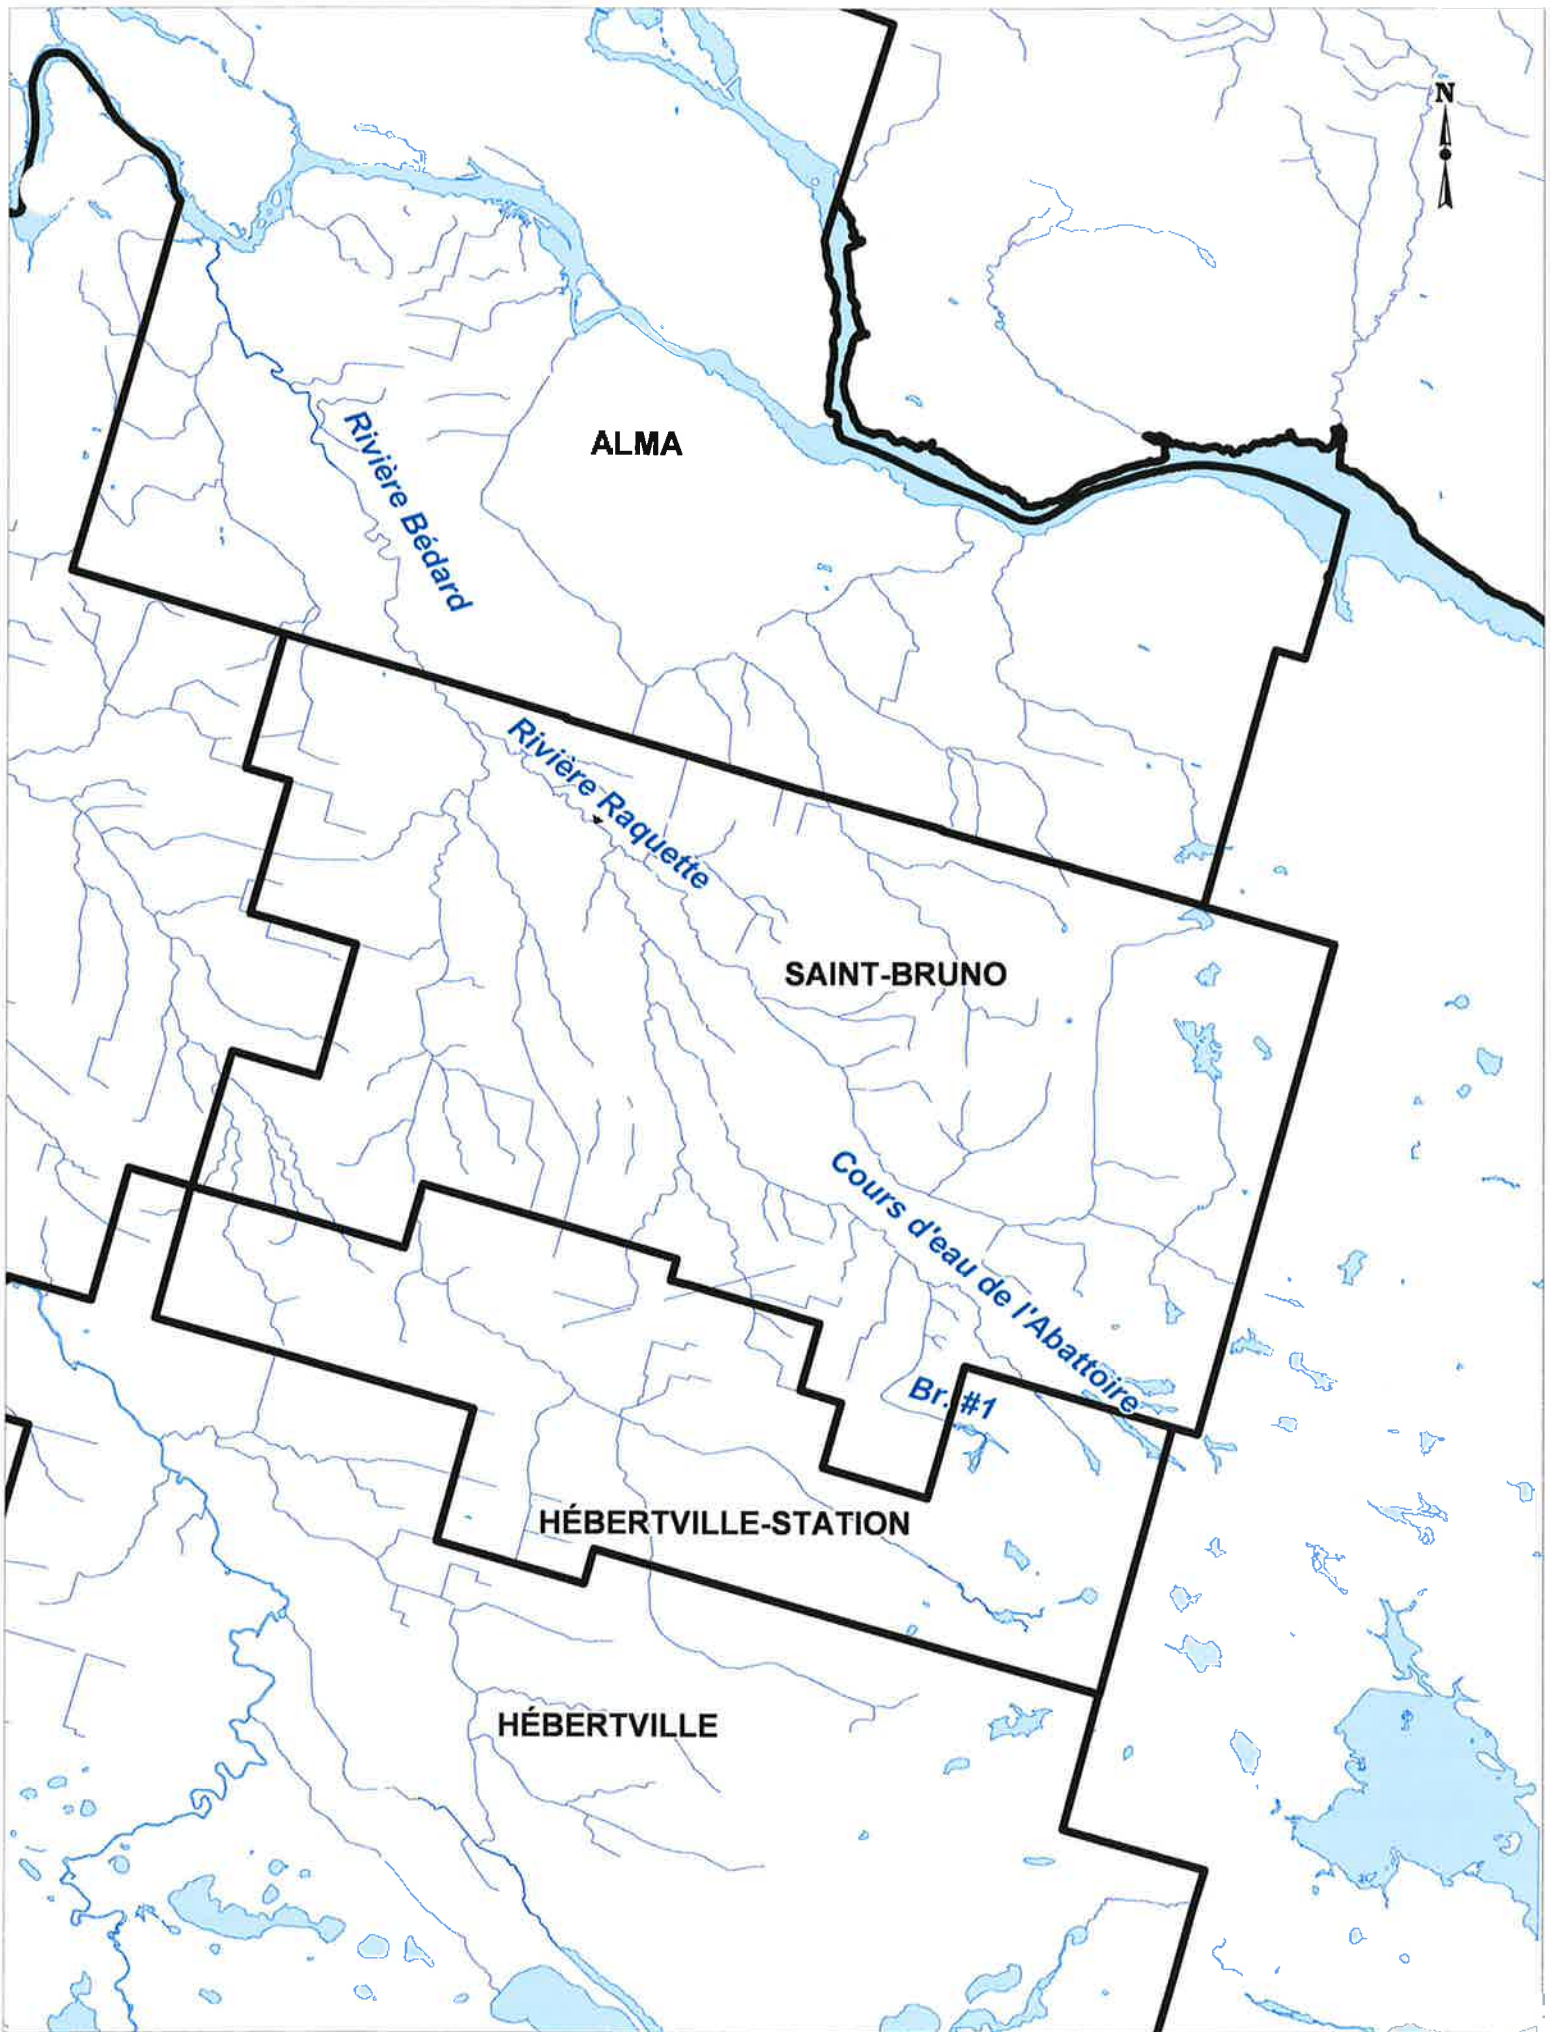 N
ALMA
Rivière Bédard
Rivière Raquette
SAINT-BRUNO
Cours d'eau de l'Abattoire
Br. #1
HÉBERTVILLE-STATION
HÉBERTVILLE